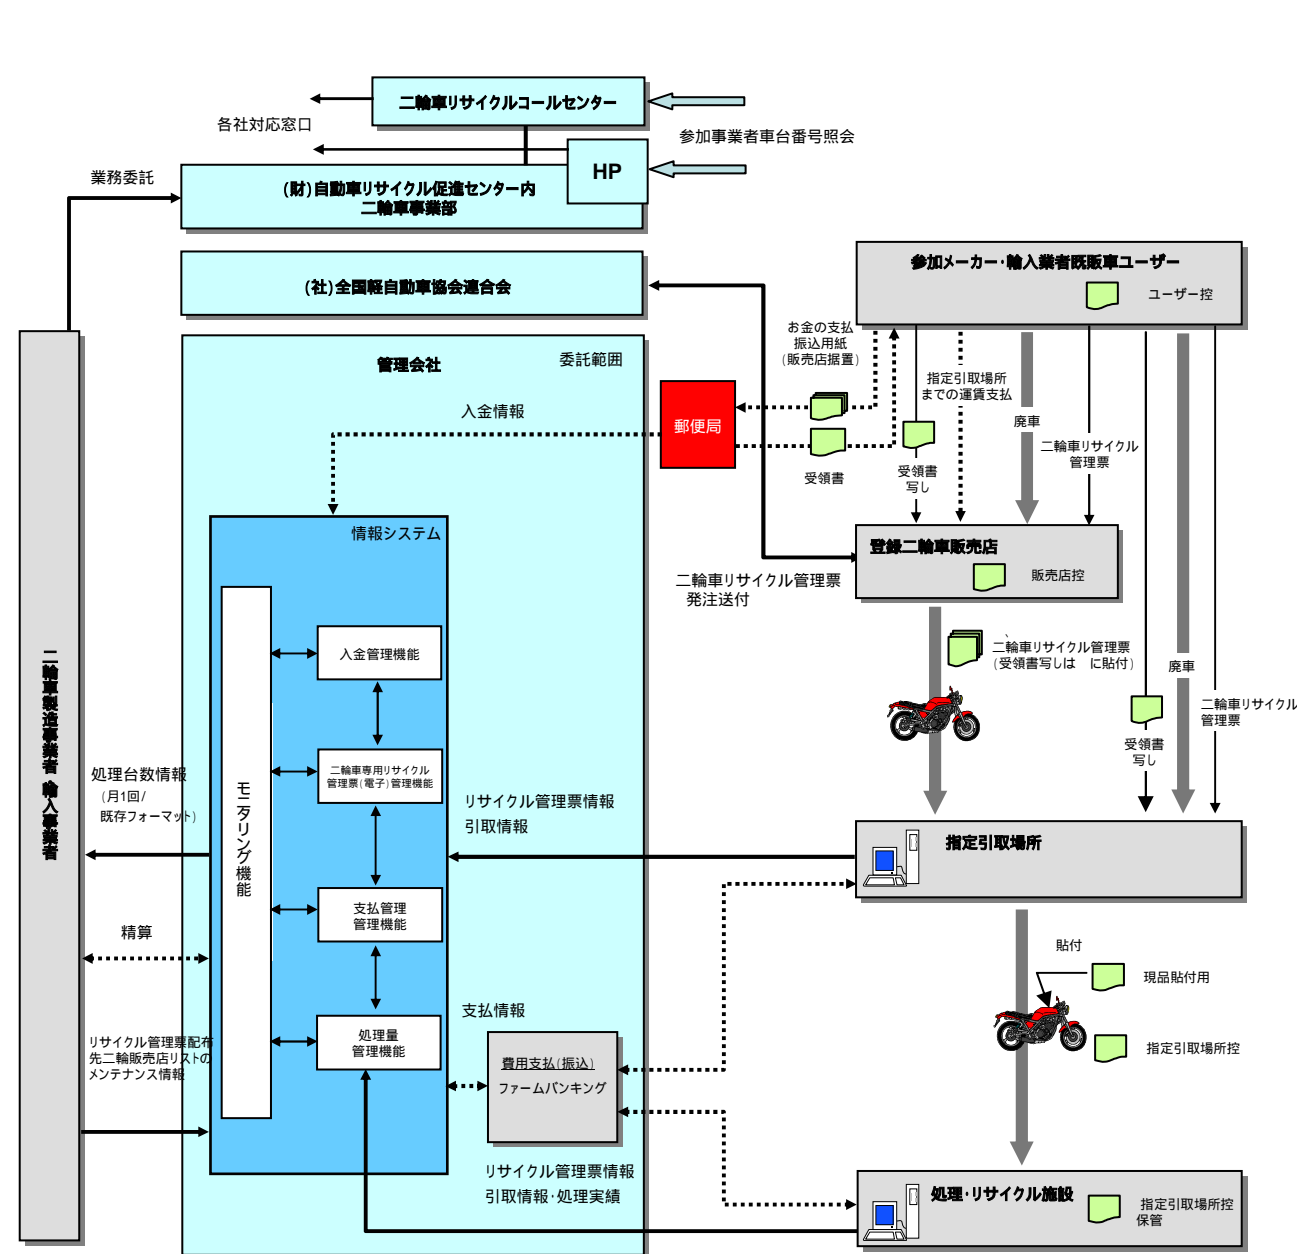 二輪車リサイクルコールセンター
各社対応窓口
参加事業者車台番号照会
HP
業務委託
(財)自動車リサイクル促進センター内
二輪車事業部
(社)全国軽自動車協会連合会
参加メーカー・輸入業者既販車ユーザー
ユーザー控
お金の支払
振込用紙
(販売店据置)
管理会社
委託範囲
指定引取場所
までの運賃支払
入金情報
郵便局
廃車
二輪車リサイクル
管理票
受領書
受領書
写し
情報システム
登録二輪車販売店
販売店控
二輪車リサイクル管理票
発注送付
入金管理機能
、
二輪車リサイクル管理票
(受領書写しは　に貼付)
廃車
二輪車リサイクル
管理票
受領書
写し
二輪車製造事業者・輸入事業者
処理台数情報
(月1回/
既存フォーマット)
モニタリング機能
二輪車専用リサイクル
管理票(電子)管理機能
リサイクル管理票情報
引取情報
指定引取場所
支払管理
管理機能
精算
貼付
現品貼付用
支払情報
処理量
管理機能
リサイクル管理票配布
先二輪販売店リストの
メンテナンス情報
費用支払(振込)
ファームバンキング
指定引取場所控
リサイクル管理票情報
引取情報・処理実績
処理・リサイクル施設
指定引取場所控
保管